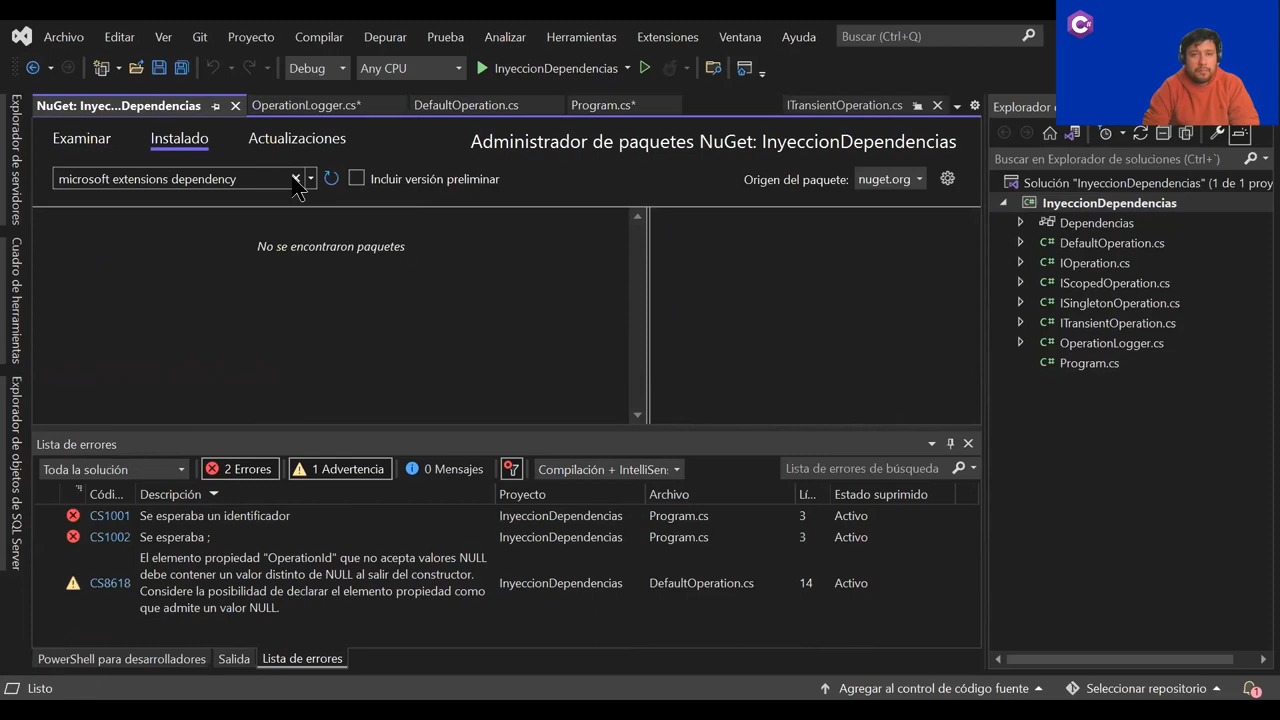 Archivo Editar Ver Git Proyecto Compilar Depurar Prueba Analizar Herramientas Extensiones Ventana Ayuda Buscar (Ctrl+Q)
Debug Any CPU InyeccionDependencias
NuGet: Inyec...Dependencias OperationLogger.cs* DefaultOperation.cs Program.cs* ITransientOperation.cs Explorador de
Examinar Instalado Actualizaciones Administrador de paquetes NuGet: InyeccionDependencias
microsoft extensions dependency Incluir versión preliminar Origen del paquete: nuget.org
No se encontraron paquetes
Explorador de servidores
Cuadro de herramientas
Explorador de objetos de SQL Server
Buscar en Explorador de soluciones (Ctrl+`)
Solución "InyeccionDependencias" (1 de 1 proy
InyeccionDependencias
Dependencias
C# DefaultOperation.cs
C# IOperation.cs
C# IScopedOperation.cs
C# ISingletonOperation.cs
C# ITransientOperation.cs
C# OperationLogger.cs
C# Program.cs
Lista de errores
Toda la solución 2 Errores 1 Advertencia 0 Mensajes Compilación + IntelliSen Lista de errores de búsqueda
Códi... Descripción Proyecto Archivo Lí... Estado suprimido
CS1001 Se esperaba un identificador InyeccionDependencias Program.cs 3 Activo
CS1002 Se esperaba ; InyeccionDependencias Program.cs 3 Activo
CS8618 El elemento propiedad "OperationId" que no acepta valores NULL
debe contener un valor distinto de NULL al salir del constructor.
Considere la posibilidad de declarar el elemento propiedad como
que admite un valor NULL. InyeccionDependencias DefaultOperation.cs 14 Activo
PowerShell para desarrolladores Salida Lista de errores
Listo Agregar al control de código fuente Seleccionar repositorio 1